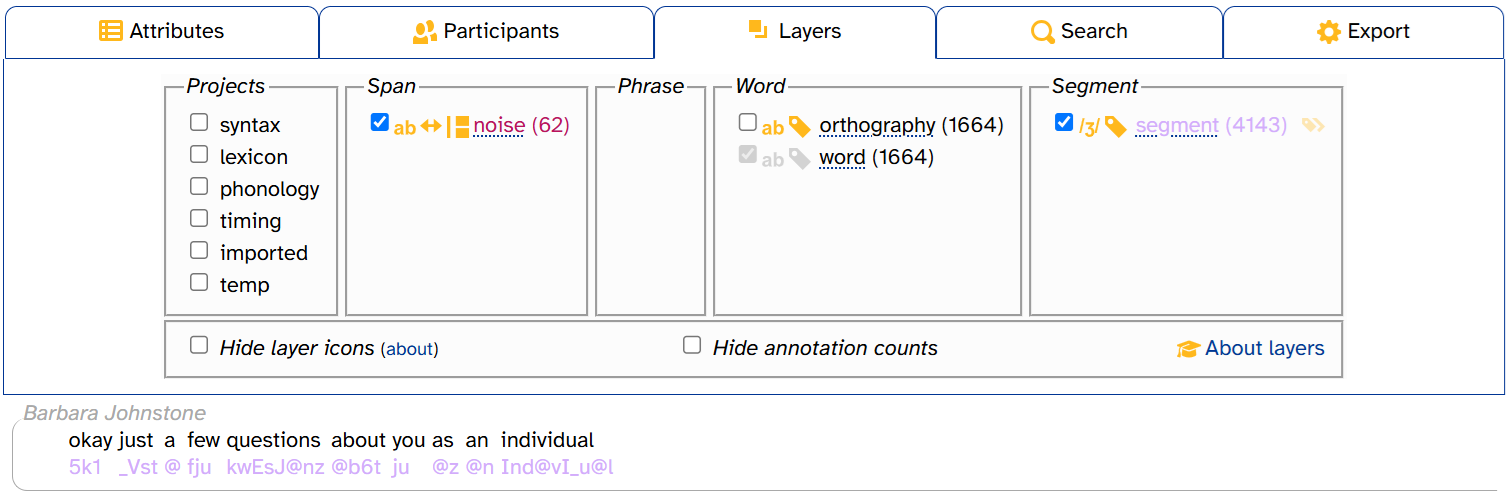 Attributes Participants Layers Search Export
Projects Span Phrase Word Segment
syntax ab noise (62) ab orthography (1664) /ʒ/ segment (4143)
lexicon ab word (1664)
phonology
timing
imported
temp
Hide layer icons (about) Hide annotation counts About layers
Barbara Johnstone
okay just a few questions about you as an individual
5k1 _Vst @ fju kwEsJ@nz @b6t ju @z @n Ind@vI_u@l